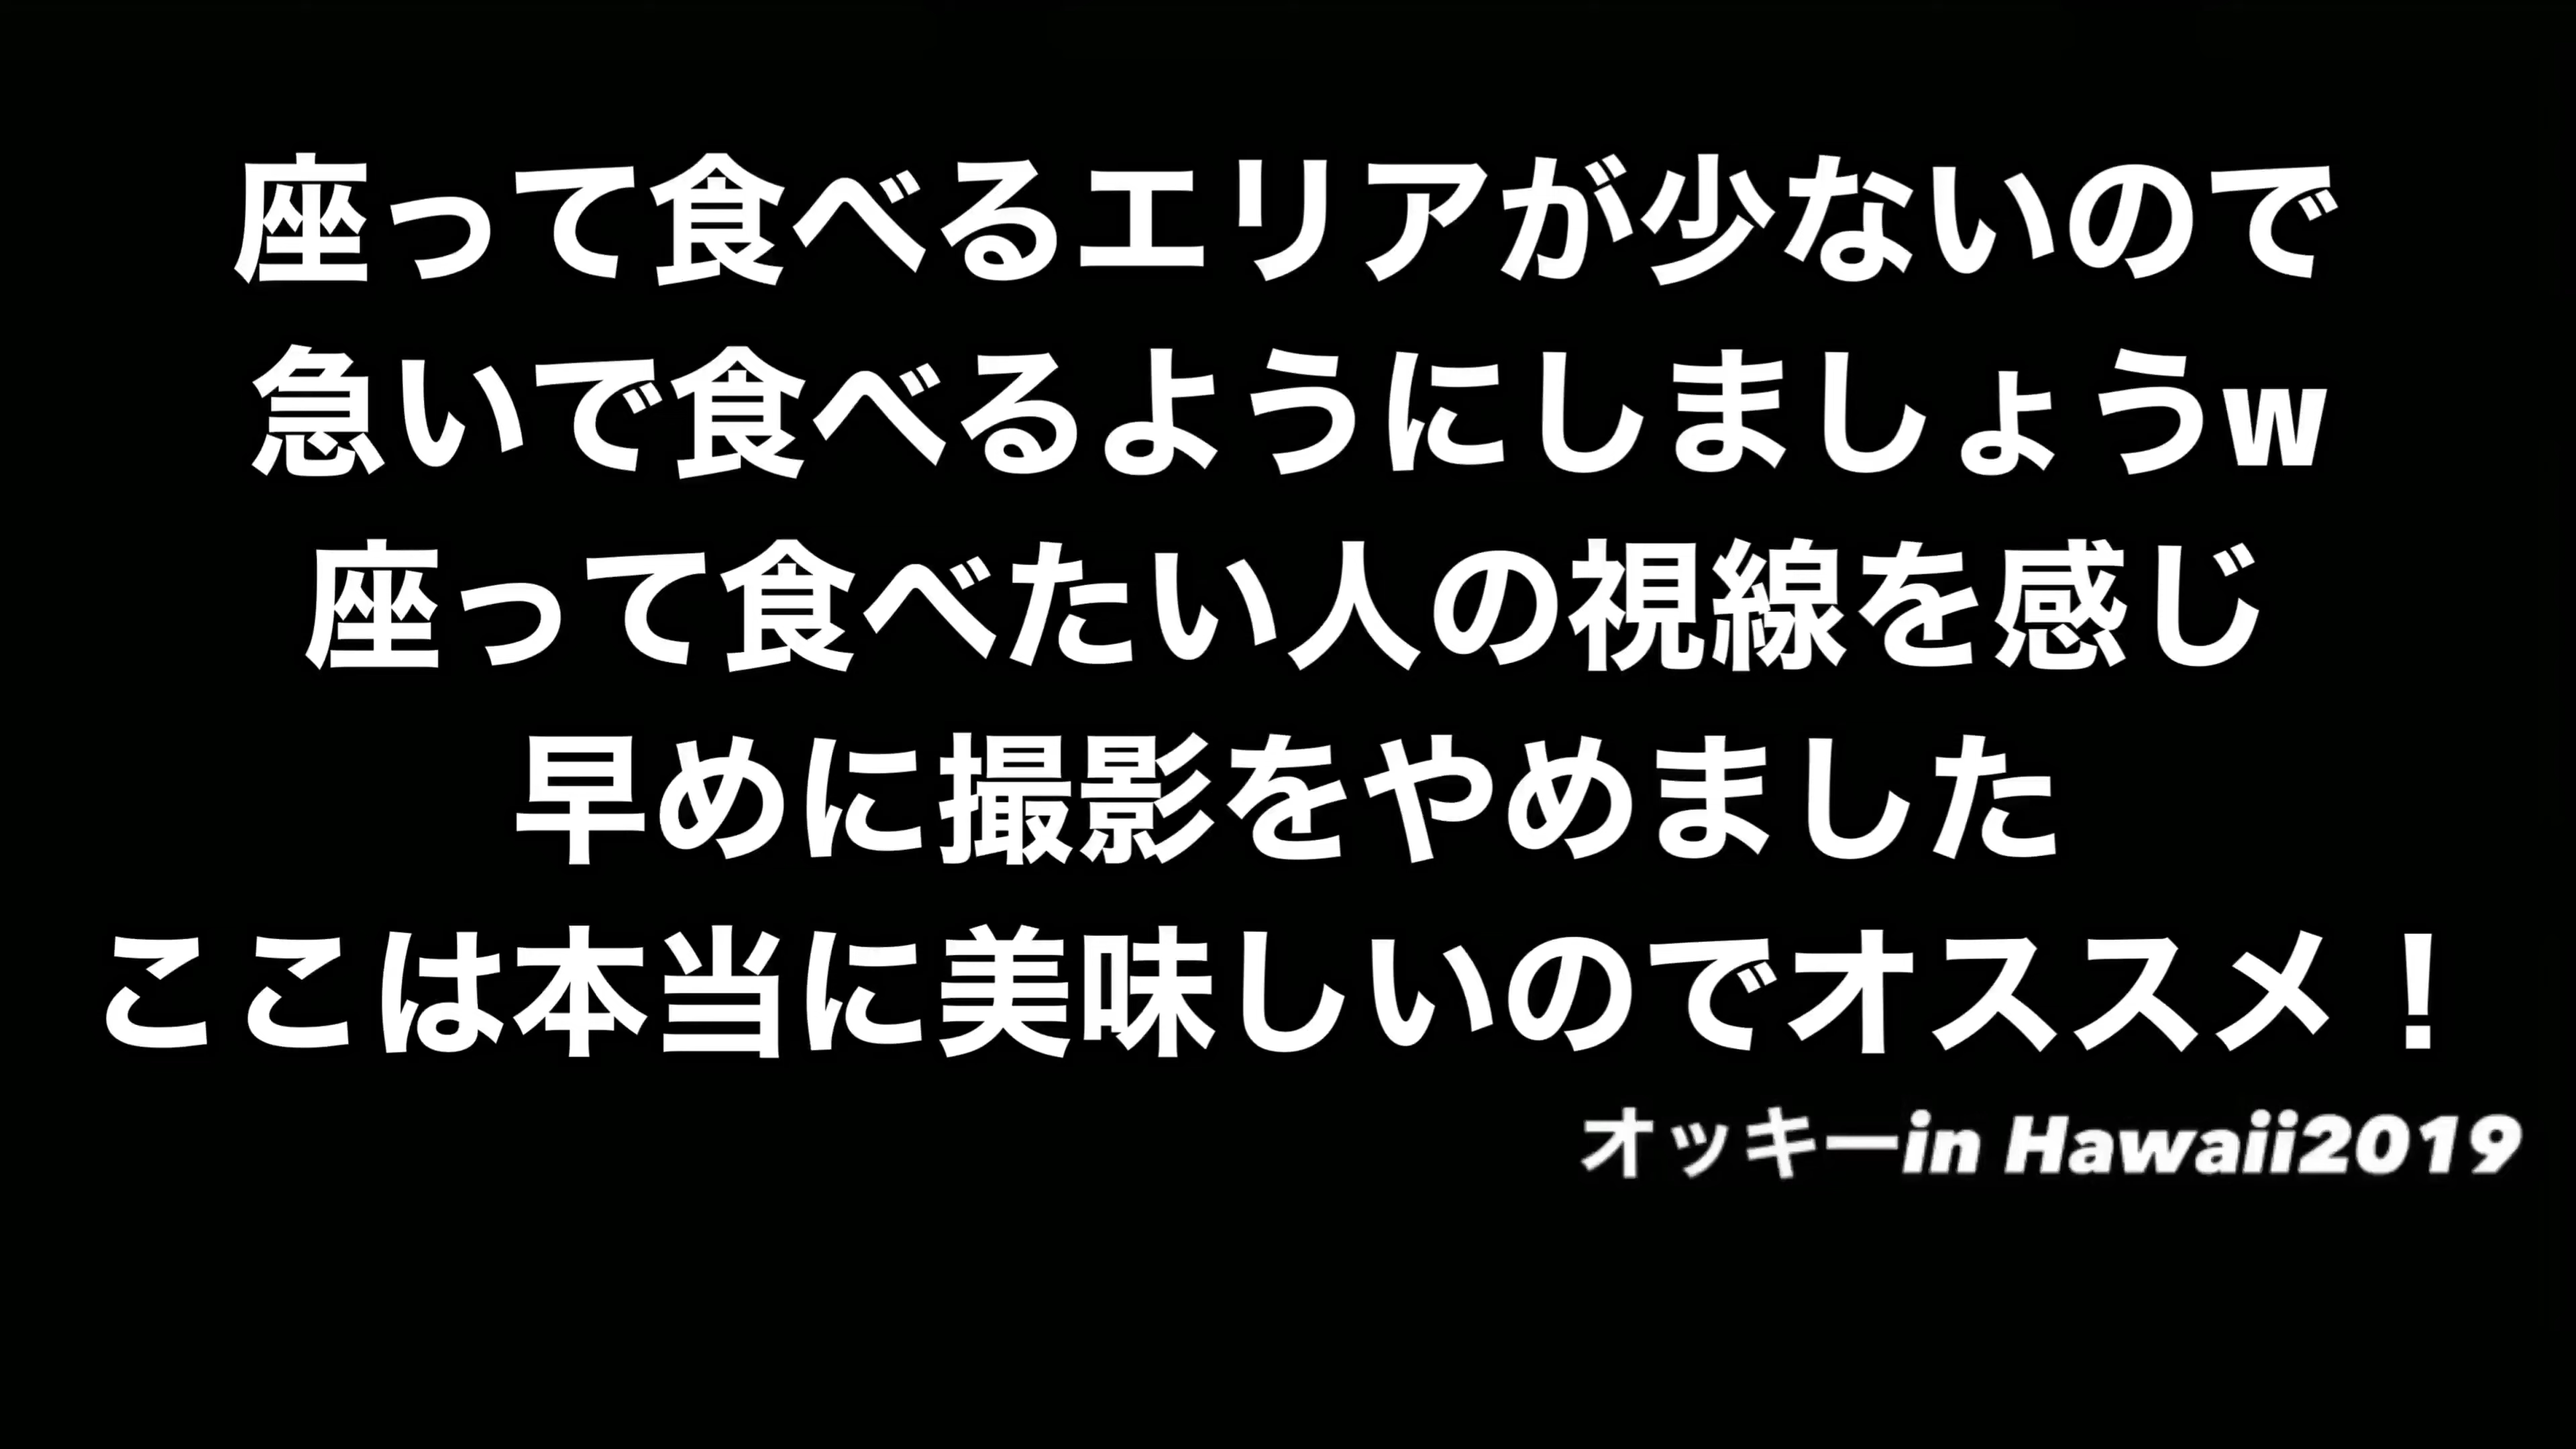 座って食べるエリアが少ないので
急いで食べるようにしましょうw
座って食べたい人の視線を感じ
早めに撮影をやめました
ここは本当に美味しいのでオススメ！
オッキーin Hawaii2019